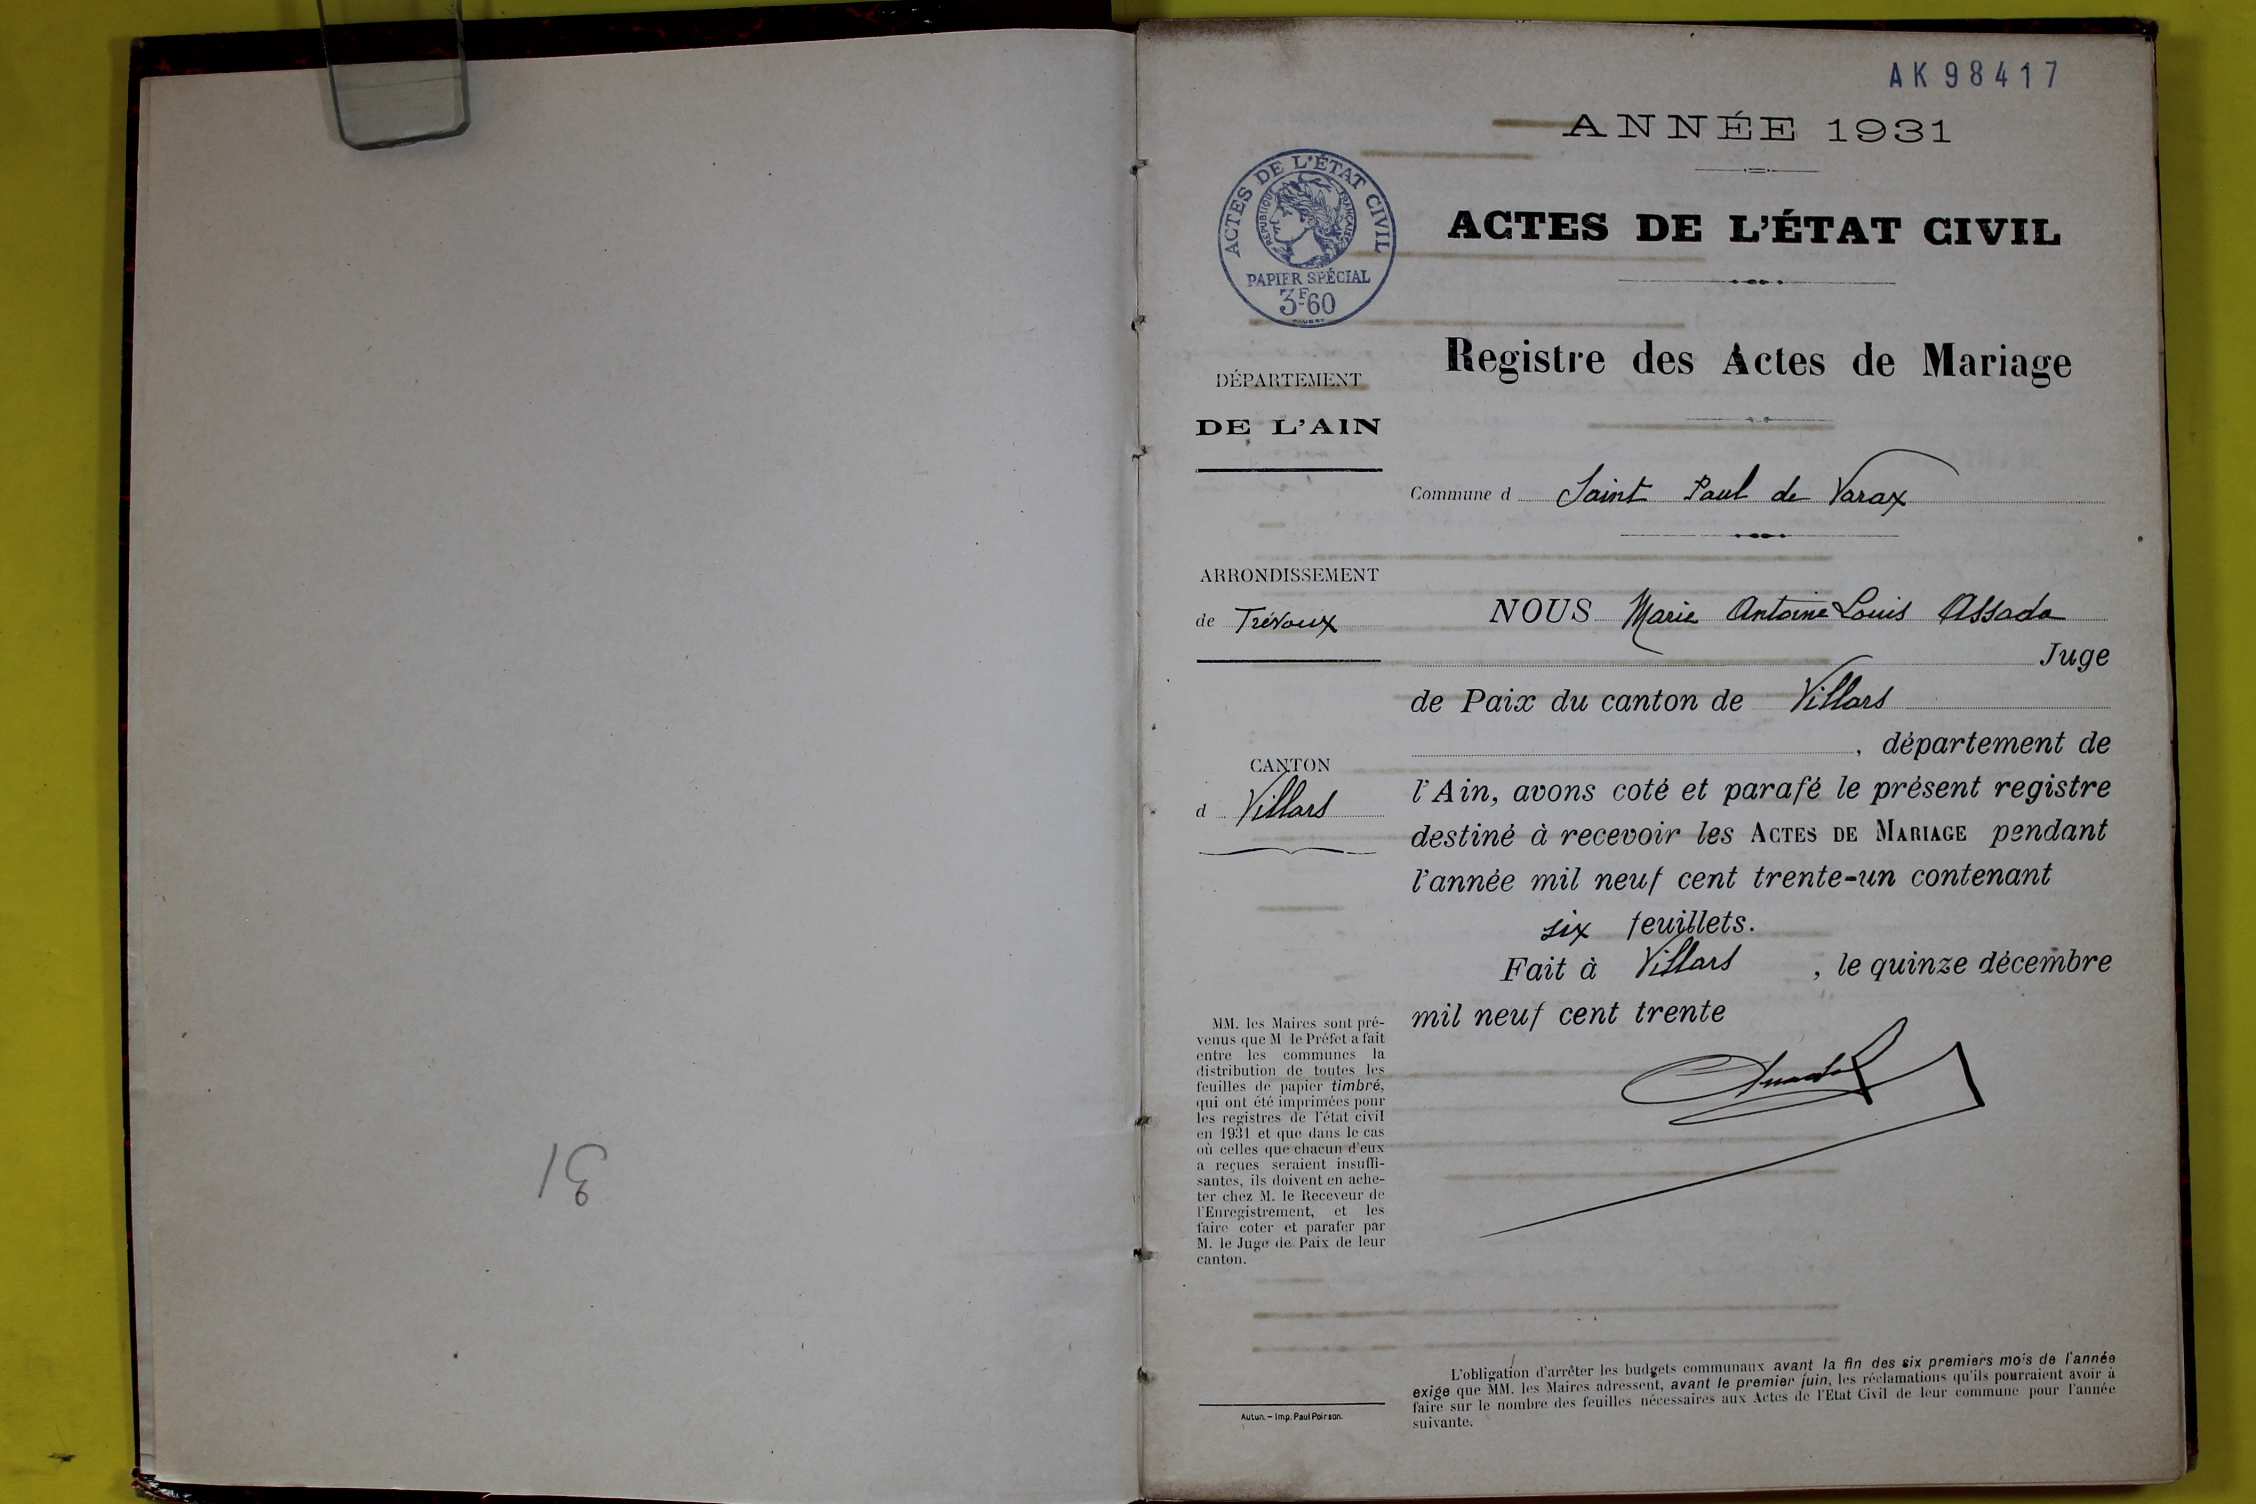 31
AK98417
ANNÉE 1931
ACTES DE L'ÉTAT CIVIL
RÉPUBLIQUE FRANÇAISE
PAPIER SPÉCIAL
3F60
ACTES DE L'ÉTAT CIVIL
Registre des Actes de Mariage
DÉPARTEMENT
DE L'AIN
Commune d Saint Paul de Varax
ARRONDISSEMENT
de Trévoux
CANTON
d Villars
NOUS Marie Antoine Louis Assada
Juge
de Paix du canton de Villars
, département de
l'Ain, avons coté et parafé le présent registre
destiné à recevoir les ACTES DE MARIAGE pendant
l'année mil neuf cent trente-un contenant
six feuillets.
Fait à Villars, le quinze décembre
mil neuf cent trente
MM. les Maires sont pré-
venus que M le Préfet a fait
entre les communes la
distribution de toutes les
feuilles de papier timbré,
qui ont été imprimées pour
les registres de l'état civil
en 1931 et que dans le cas
où celles que chacun d'eux
a reçues seraient insuffi-
santes, ils doivent en ache-
ter chez M. le Receveur de
l'Enregistrement, et les
faire coter et parafer par
M. le Juge de Paix de leur
canton.
Autun. – Imp. Paul Poirson.
L'obligation d'arrêter les budgets communaux avant la fin des six premiers mois de l'année
exige que MM. les Maires adressent, avant le premier juin, les réclamations qu'ils pourraient avoir à
faire sur le nombre des feuilles nécessaires aux Actes de l'Etat Civil de leur commune pour l'année
suivante.